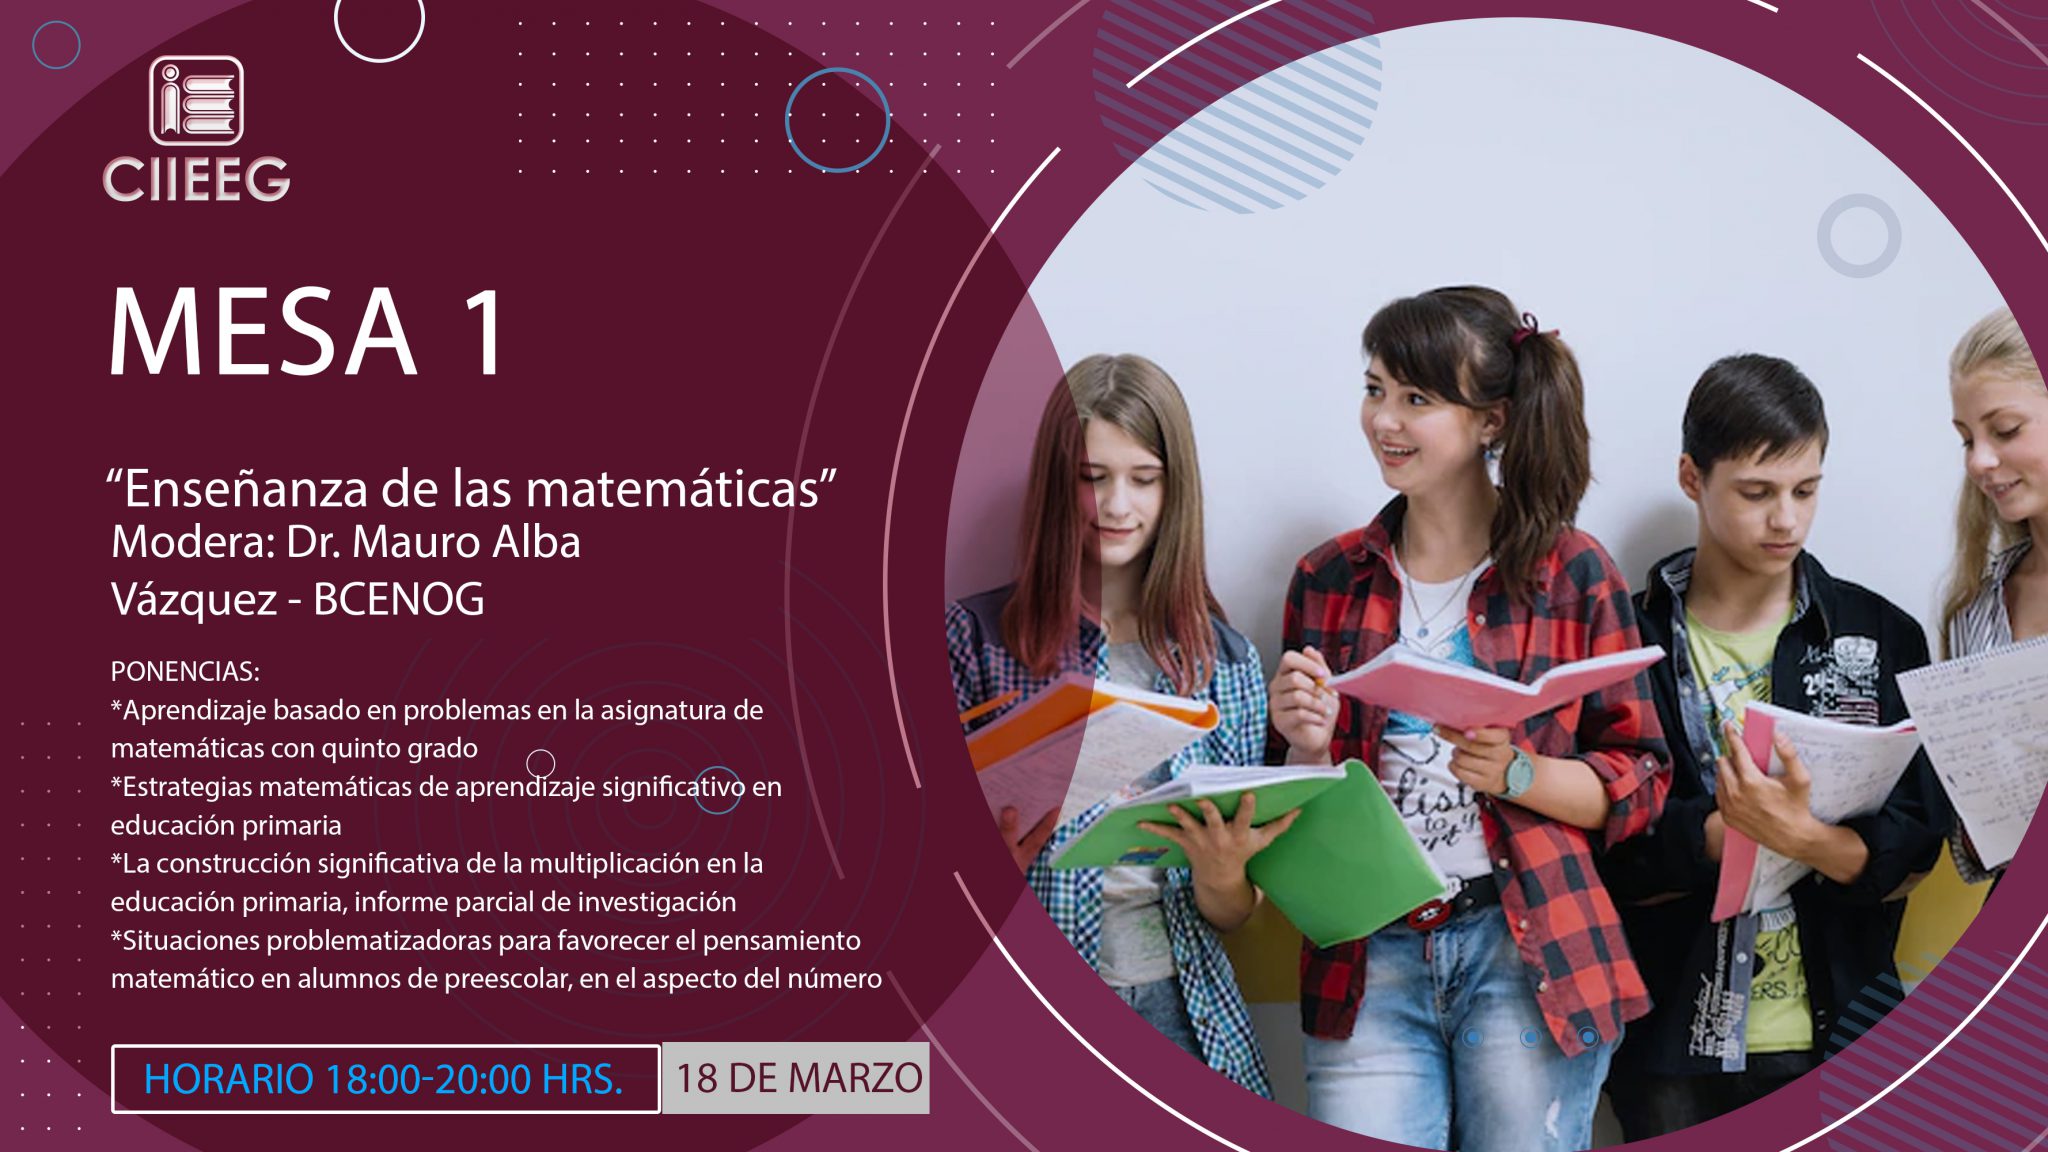 CIIEEG
MESA 1
“Enseñanza de las matemáticas”
Modera: Dr. Mauro Alba
Vázquez - BCENOG
PONENCIAS:
*Aprendizaje basado en problemas en la asignatura de
matemáticas con quinto grado
*Estrategias matemáticas de aprendizaje significativo en
educación primaria
*La construcción significativa de la multiplicación en la
educación primaria, informe parcial de investigación
*Situaciones problematizadoras para favorecer el pensamiento
matemático en alumnos de preescolar, en el aspecto del número
HORARIO 18:00-20:00 HRS.
18 DE MARZO